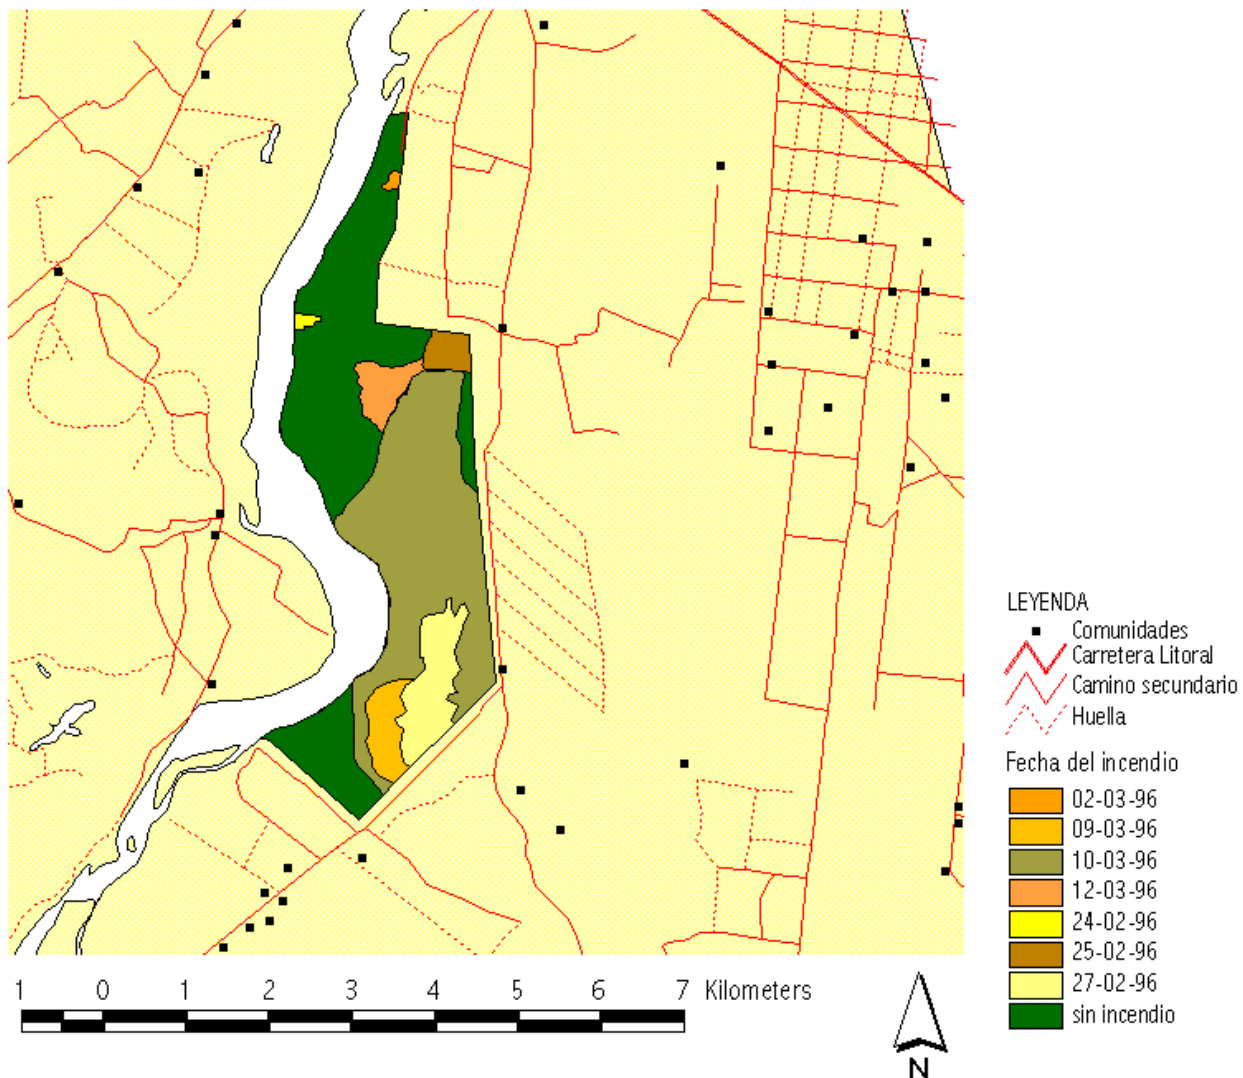 LEYENDA
Comunidades
Carretera Litoral
Camino secundario
Huella
Fecha del incendio
02-03-96
09-03-96
10-03-96
12-03-96
24-02-96
25-02-96
27-02-96
sin incendio
1 0 1 2 3 4 5 6 7 Kilometers
N